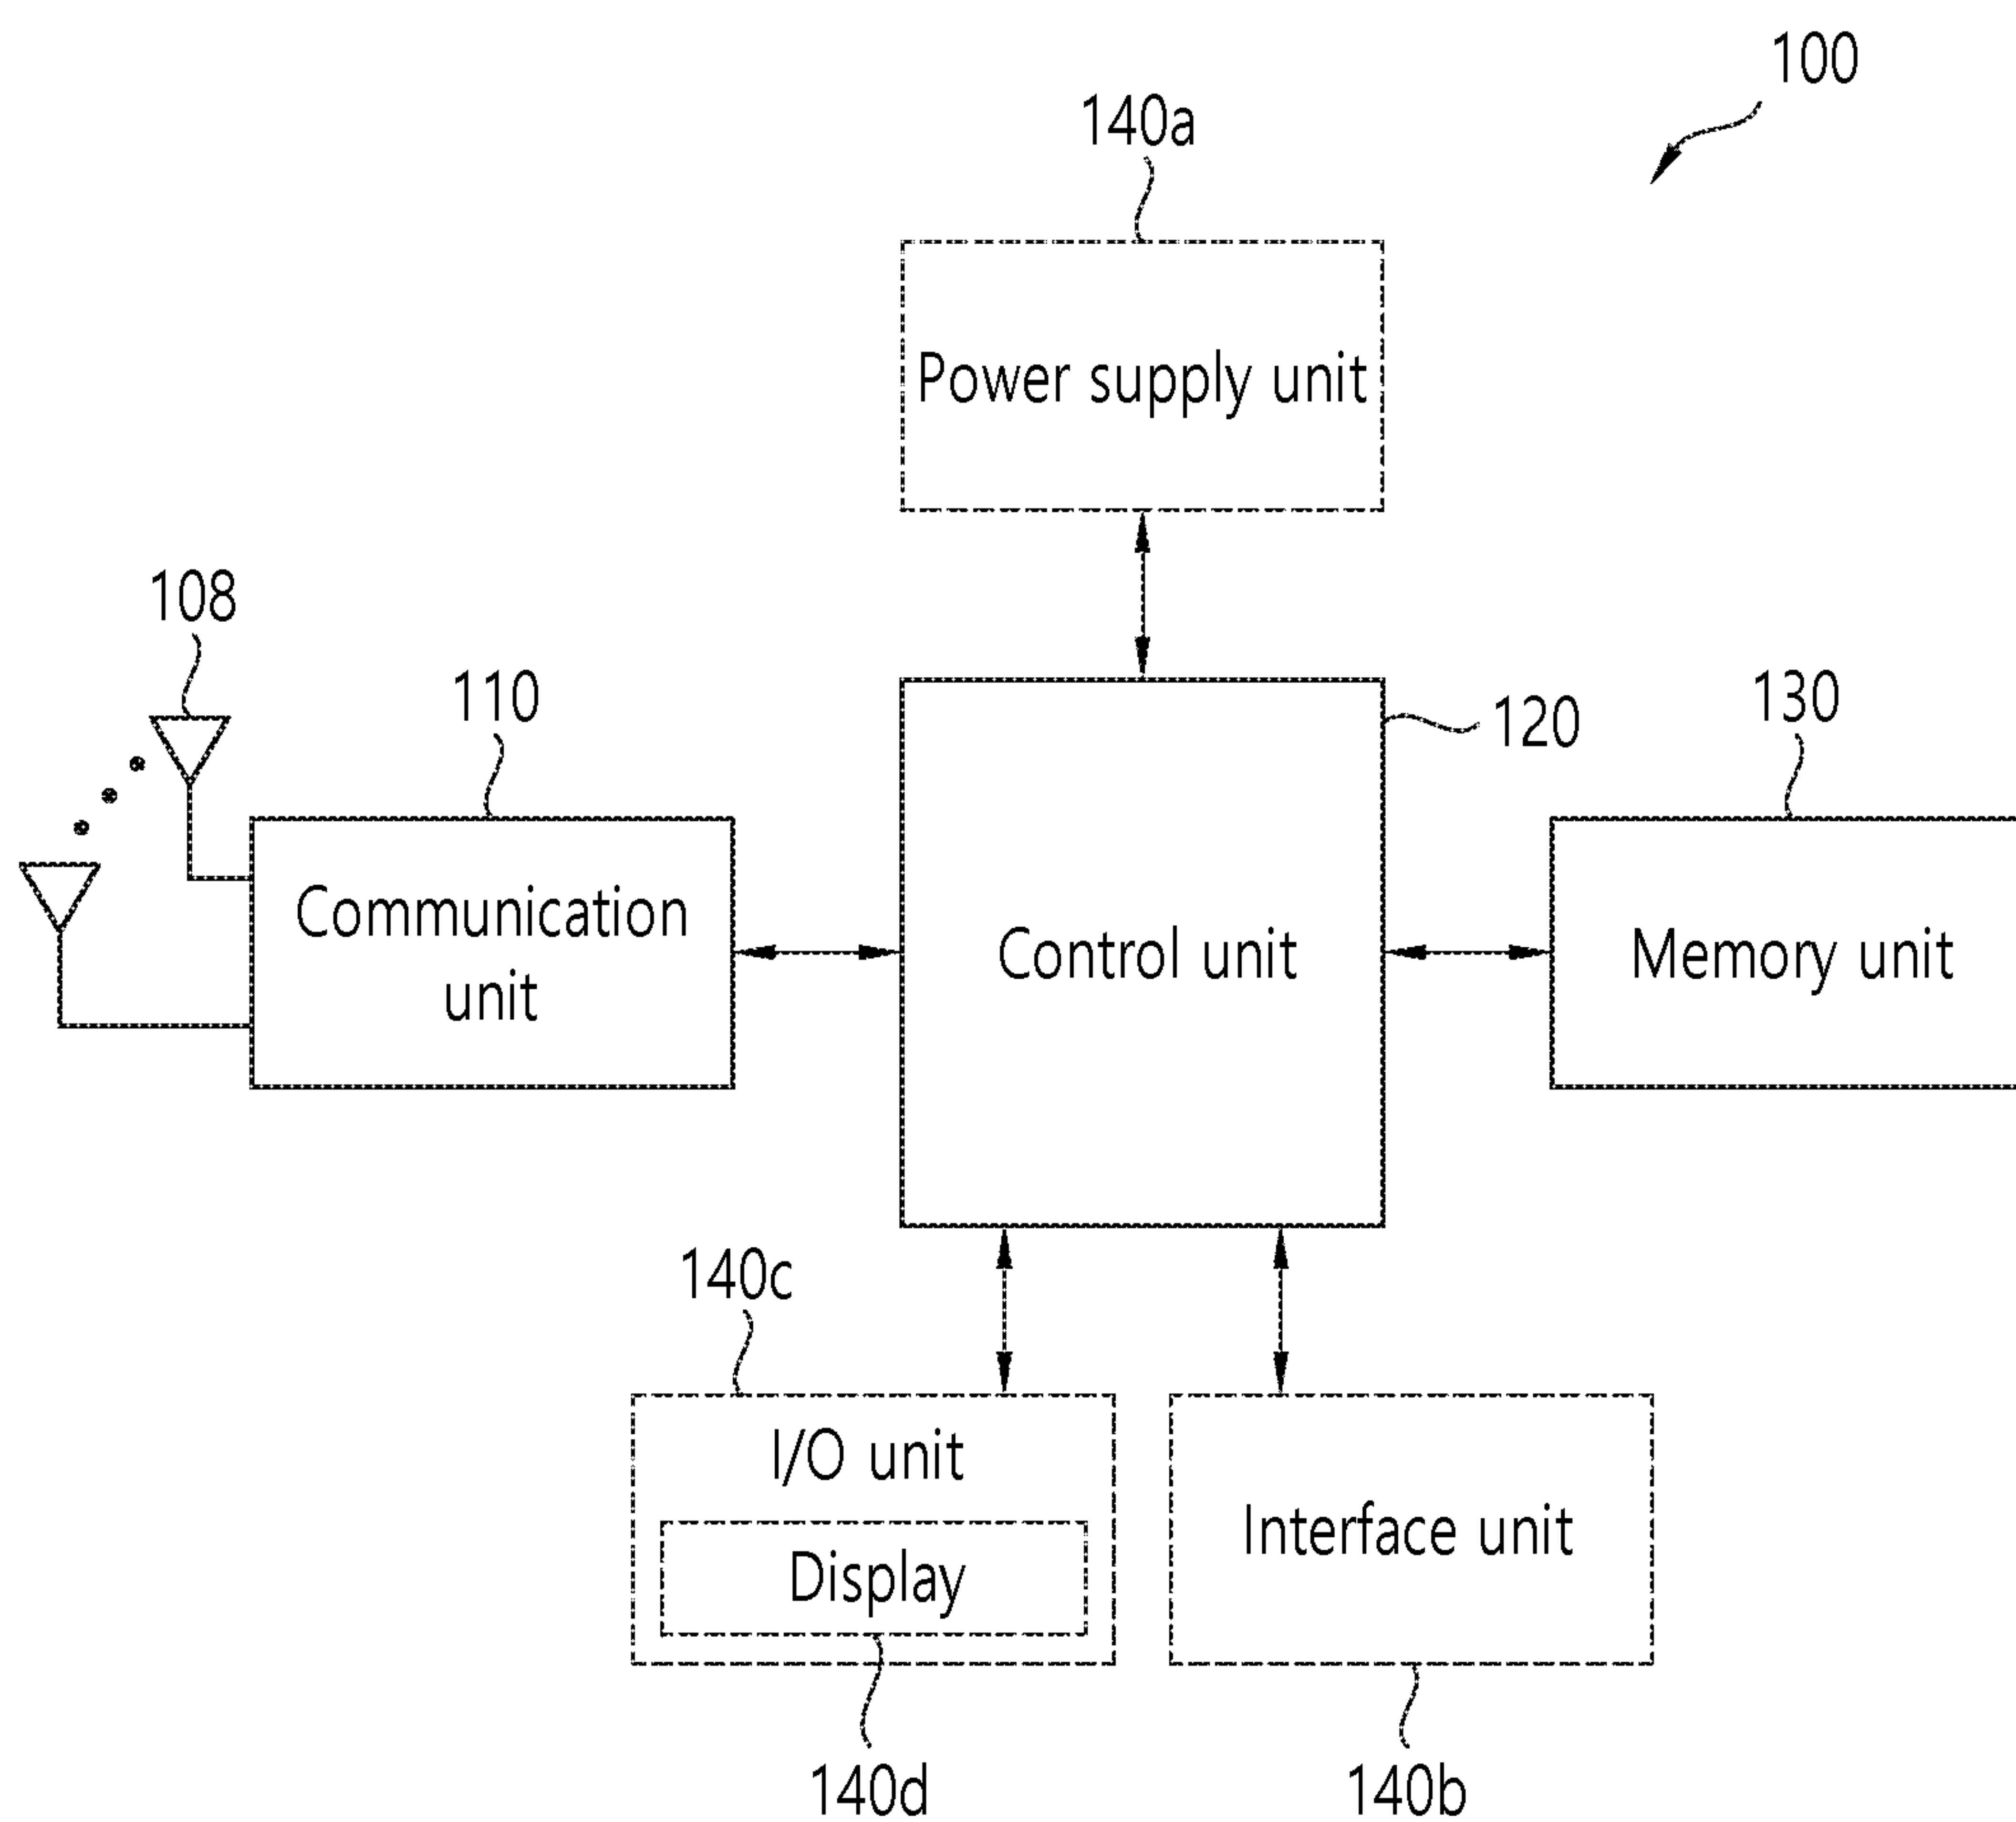 100
140a
Power supply unit
108
110
120
130
Communication
unit
Control unit
Memory unit
140c
I/O unit
Display
Interface unit
140d
140b